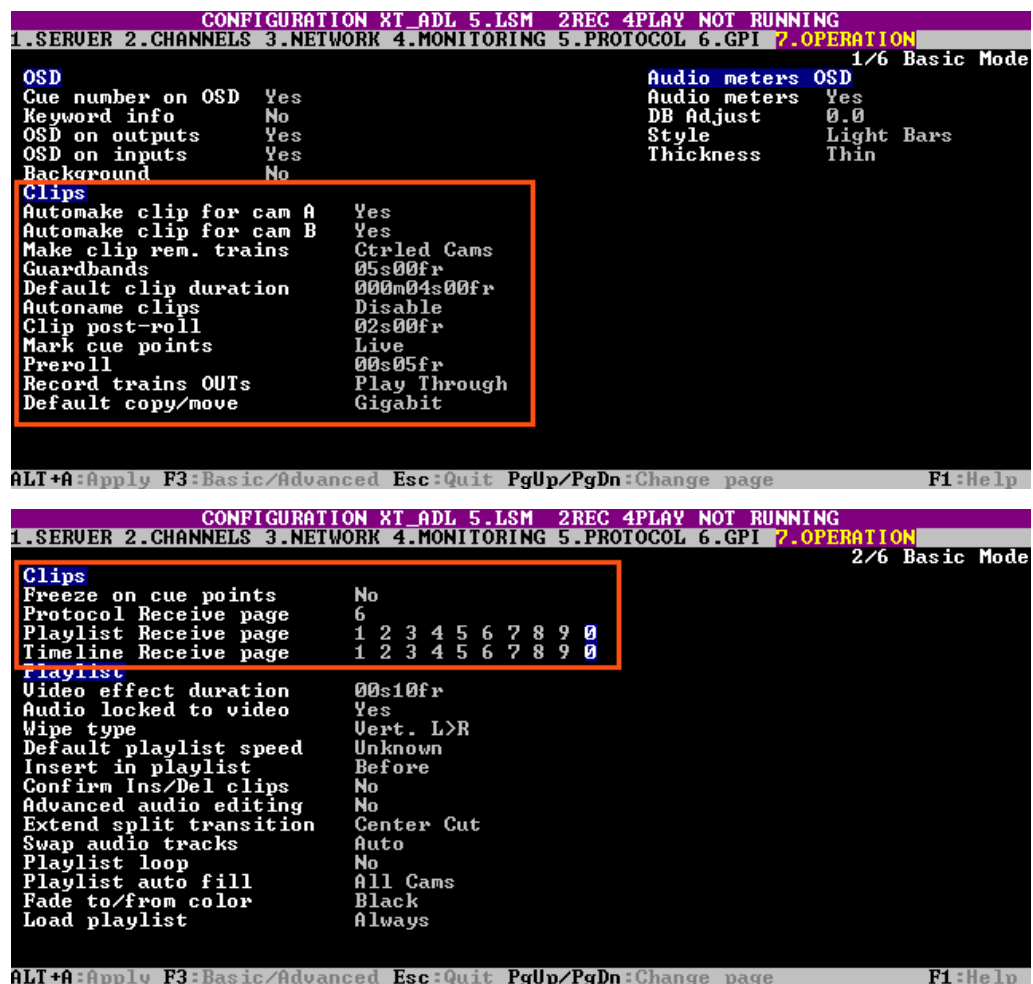 CONFIGURATION XT_ADL 5.LSM 2REC 4PLAY NOT RUNNING
1.SERVER 2.CHANNELS 3.NETWORK 4.MONITORING 5.PROTOCOL 6.GPI 7.OPERATION
1/6 Basic Mode
OSD Audio meters OSD
Cue number on OSD Yes Audio meters Yes
Keyword info No DB Adjust 0.0
OSD on outputs Yes Style Light Bars
OSD on inputs Yes Thickness Thin
Background No
Clips
Automake clip for cam A Yes
Automake clip for cam B Yes
Make clip rem. trains Ctrled Cams
Guardbands 05s00fr
Default clip duration 000m04s00fr
Autoname clips Disable
Clip post-roll 02s00fr
Mark cue points Live
Preroll 00s05fr
Record trains OUTs Play Through
Default copy/move Gigabit
ALT+A:Apply F3:Basic/Advanced Esc:Quit PgUp/PgDn:Change page F1:Help
CONFIGURATION XT_ADL 5.LSM 2REC 4PLAY NOT RUNNING
1.SERVER 2.CHANNELS 3.NETWORK 4.MONITORING 5.PROTOCOL 6.GPI 7.OPERATION
2/6 Basic Mode
Clips
Freeze on cue points No
Protocol Receive page 6
Playlist Receive page 1 2 3 4 5 6 7 8 9 0
Timeline Receive page 1 2 3 4 5 6 7 8 9 0
Playlist
Video effect duration 00s10fr
Audio locked to video Yes
Wipe type Vert. L>R
Default playlist speed Unknown
Insert in playlist Before
Confirm Ins/Del clips No
Advanced audio editing No
Extend split transition Center Cut
Swap audio tracks Auto
Playlist loop No
Playlist auto fill All Cams
Fade to/from color Black
Load playlist Always
ALT+A:Apply F3:Basic/Advanced Esc:Quit PgUp/PgDn:Change page F1:Help